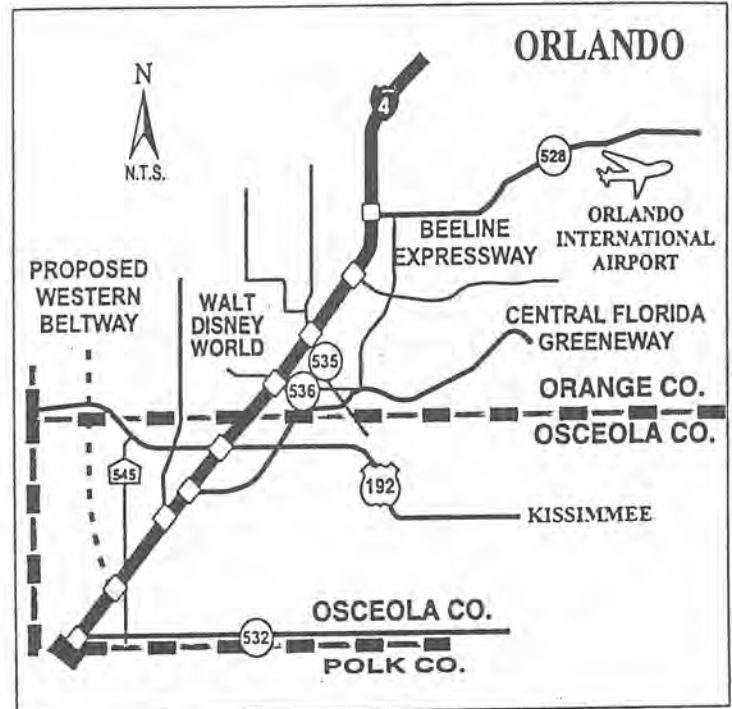 ORLANDO
N
N.T.S.
4
528
BEELINE
EXPRESSWAY
ORLANDO
INTERNATIONAL
AIRPORT
PROPOSED
WESTERN
BELTWAY
WALT
DISNEY
WORLD
CENTRAL FLORIDA
GREENEWAY
535
536
ORANGE CO.
OSCEOLA CO.
545
192
KISSIMMEE
OSCEOLA CO.
532
POLK CO.